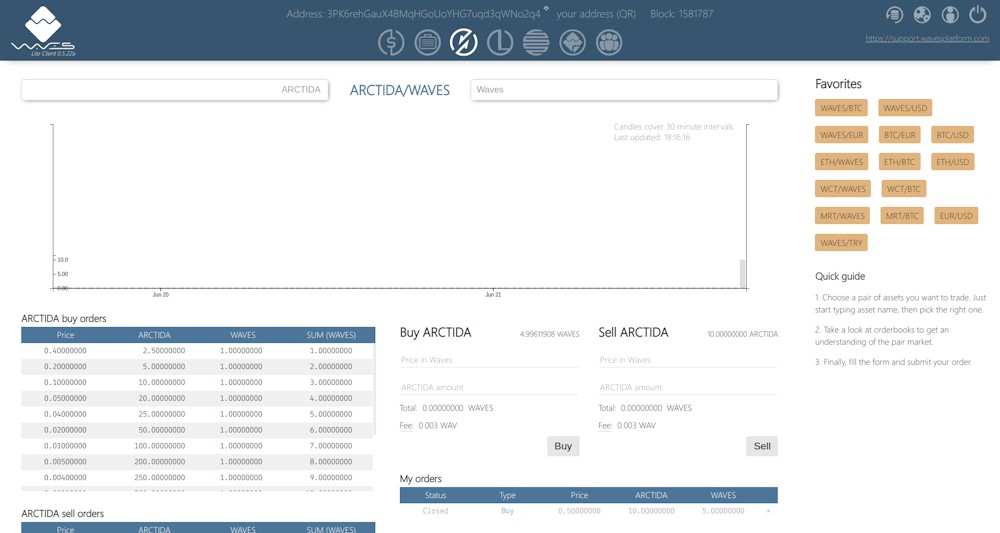 Address: 3PK6rehGauX48MqHGoUoYHG7uqd3qWNo2q4 your address (QR) Block: 1581787
WAVES
Lite Client 0.5.22a
https://support.wavesplatform.com
ARCTIDA
ARCTIDA/WAVES
Waves
Candles cover 30 minute intervals
Last updated: 18:16:16
10.0
5.00
0.00
Jun 20
Jun 21
ARCTIDA buy orders
Price ARCTIDA WAVES SUM (WAVES)
0.40000000 2.50000000 1.00000000 1.00000000
0.20000000 5.00000000 1.00000000 2.00000000
0.10000000 10.00000000 1.00000000 3.00000000
0.05000000 20.00000000 1.00000000 4.00000000
0.04000000 25.00000000 1.00000000 5.00000000
0.02000000 50.00000000 1.00000000 6.00000000
0.01000000 100.00000000 1.00000000 7.00000000
0.00500000 200.00000000 1.00000000 8.00000000
0.00400000 250.00000000 1.00000000 9.00000000
ARCTIDA sell orders
Price ARCTIDA WAVES SUM (WAVES)
Buy ARCTIDA 4.99611908 WAVES
Price in Waves
ARCTIDA amount
Total: 0.00000000 WAVES
Fee: 0.003 WAV
Buy
Sell ARCTIDA 10.00000000 ARCTIDA
Price in Waves
ARCTIDA amount
Total: 0.00000000 WAVES
Fee: 0.003 WAV
Sell
My orders
Status Type Price ARCTIDA WAVES
Closed Buy 0.50000000 10.00000000 5.00000000 ×
Favorites
WAVES/BTC WAVES/USD
WAVES/EUR BTC/EUR BTC/USD
ETH/WAVES ETH/BTC ETH/USD
WCT/WAVES WCT/BTC
MRT/WAVES MRT/BTC EUR/USD
WAVES/TRY
Quick guide
1. Choose a pair of assets you want to trade. Just
start typing asset name, then pick the right one.
2. Take a look at orderbooks to get an
understanding of the pair market.
3. Finally, fill the form and submit your order.